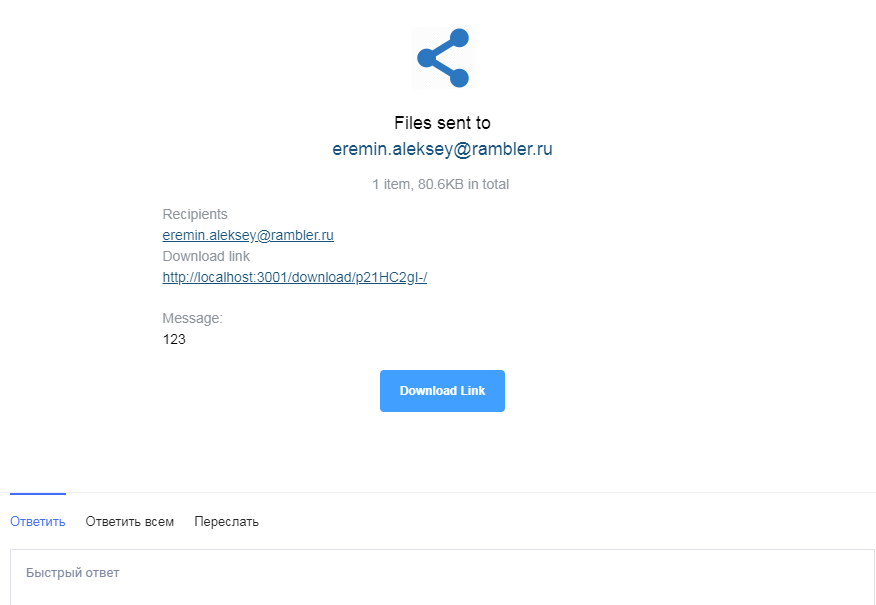 Files sent to
eremin.aleksey@rambler.ru
1 item, 80.6KB in total
Recipients
eremin.aleksey@rambler.ru
Download link
http://localhost:3001/download/p21HC2gI-/
Message:
123
Download Link
Ответить Ответить всем Переслать
Быстрый ответ